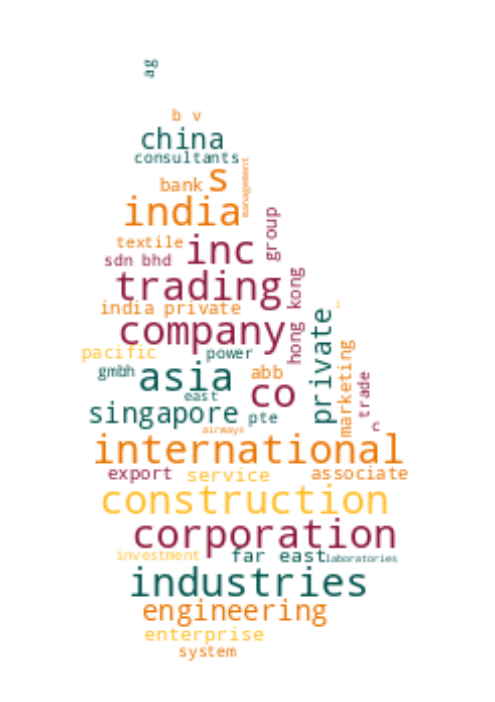 ag
b v
china
consultants
management
bank s
india
textile inc group
sdn bhd
trading
hong kong
india private
company
private
pacific power
marketing
gmbh asia abb
trade
east co
singapore pte
c
airways
international
export service associate
construction
corporation
investment far east laboratories
industries
engineering
enterprise
system